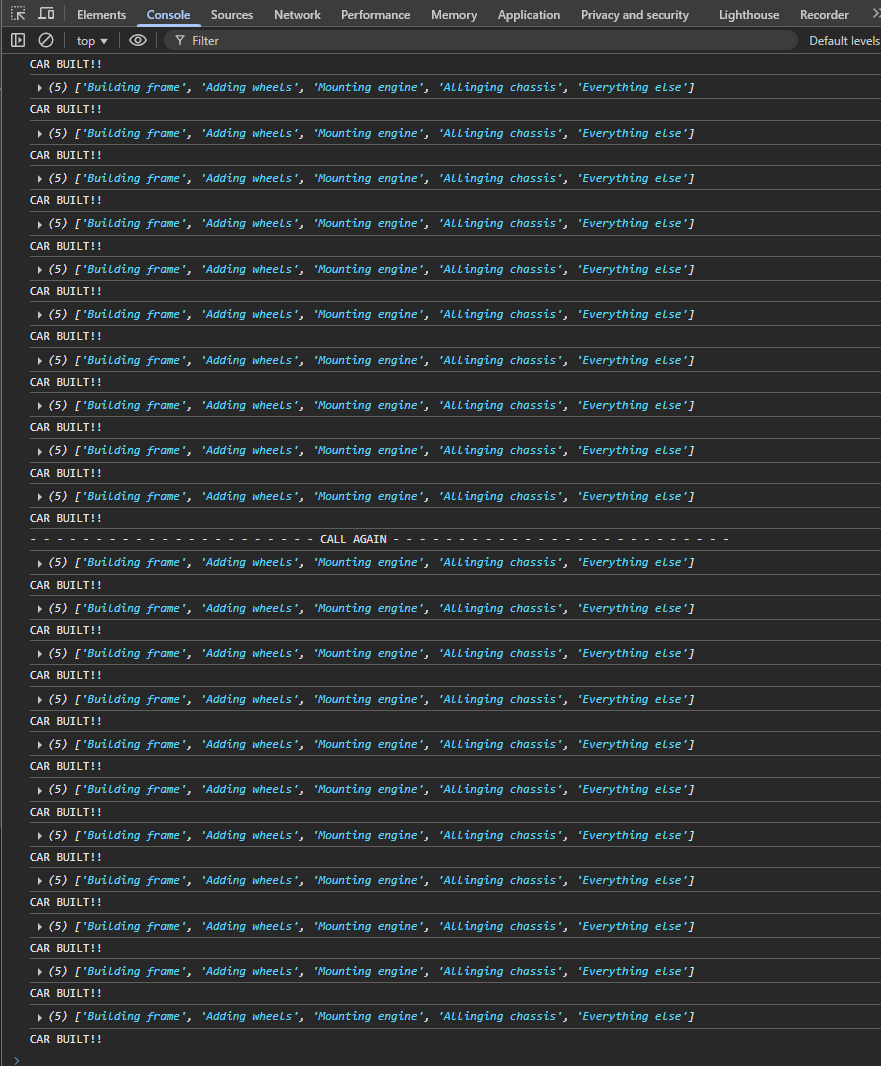 Elements Console Sources Network Performance Memory Application Privacy and security Lighthouse Recorder
top Filter Default levels
CAR BUILT!!
(5) ['Building frame', 'Adding wheels', 'Mounting engine', 'Allinging chassis', 'Everything else']
CAR BUILT!!
(5) ['Building frame', 'Adding wheels', 'Mounting engine', 'Allinging chassis', 'Everything else']
CAR BUILT!!
(5) ['Building frame', 'Adding wheels', 'Mounting engine', 'Allinging chassis', 'Everything else']
CAR BUILT!!
(5) ['Building frame', 'Adding wheels', 'Mounting engine', 'Allinging chassis', 'Everything else']
CAR BUILT!!
(5) ['Building frame', 'Adding wheels', 'Mounting engine', 'Allinging chassis', 'Everything else']
CAR BUILT!!
(5) ['Building frame', 'Adding wheels', 'Mounting engine', 'Allinging chassis', 'Everything else']
CAR BUILT!!
(5) ['Building frame', 'Adding wheels', 'Mounting engine', 'Allinging chassis', 'Everything else']
CAR BUILT!!
(5) ['Building frame', 'Adding wheels', 'Mounting engine', 'Allinging chassis', 'Everything else']
CAR BUILT!!
(5) ['Building frame', 'Adding wheels', 'Mounting engine', 'Allinging chassis', 'Everything else']
CAR BUILT!!
(5) ['Building frame', 'Adding wheels', 'Mounting engine', 'Allinging chassis', 'Everything else']
CAR BUILT!!
- - - - - - - - - - - - - - - - - - - - - - CALL AGAIN - - - - - - - - - - - - - - - - - - - - - - - - - -
(5) ['Building frame', 'Adding wheels', 'Mounting engine', 'Allinging chassis', 'Everything else']
CAR BUILT!!
(5) ['Building frame', 'Adding wheels', 'Mounting engine', 'Allinging chassis', 'Everything else']
CAR BUILT!!
(5) ['Building frame', 'Adding wheels', 'Mounting engine', 'Allinging chassis', 'Everything else']
CAR BUILT!!
(5) ['Building frame', 'Adding wheels', 'Mounting engine', 'Allinging chassis', 'Everything else']
CAR BUILT!!
(5) ['Building frame', 'Adding wheels', 'Mounting engine', 'Allinging chassis', 'Everything else']
CAR BUILT!!
(5) ['Building frame', 'Adding wheels', 'Mounting engine', 'Allinging chassis', 'Everything else']
CAR BUILT!!
(5) ['Building frame', 'Adding wheels', 'Mounting engine', 'Allinging chassis', 'Everything else']
CAR BUILT!!
(5) ['Building frame', 'Adding wheels', 'Mounting engine', 'Allinging chassis', 'Everything else']
CAR BUILT!!
(5) ['Building frame', 'Adding wheels', 'Mounting engine', 'Allinging chassis', 'Everything else']
CAR BUILT!!
(5) ['Building frame', 'Adding wheels', 'Mounting engine', 'Allinging chassis', 'Everything else']
CAR BUILT!!
(5) ['Building frame', 'Adding wheels', 'Mounting engine', 'Allinging chassis', 'Everything else']
CAR BUILT!!